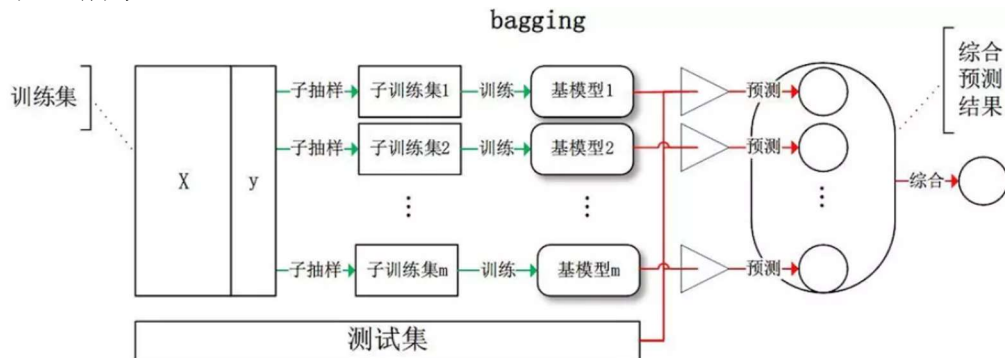 bagging
训练集
X
y
子抽样
子训练集1
训练
基模型1
预测
综合
预测
结果
子抽样
子训练集2
训练
基模型2
预测
综合
子抽样
子训练集m
训练
基模型m
预测
测试集